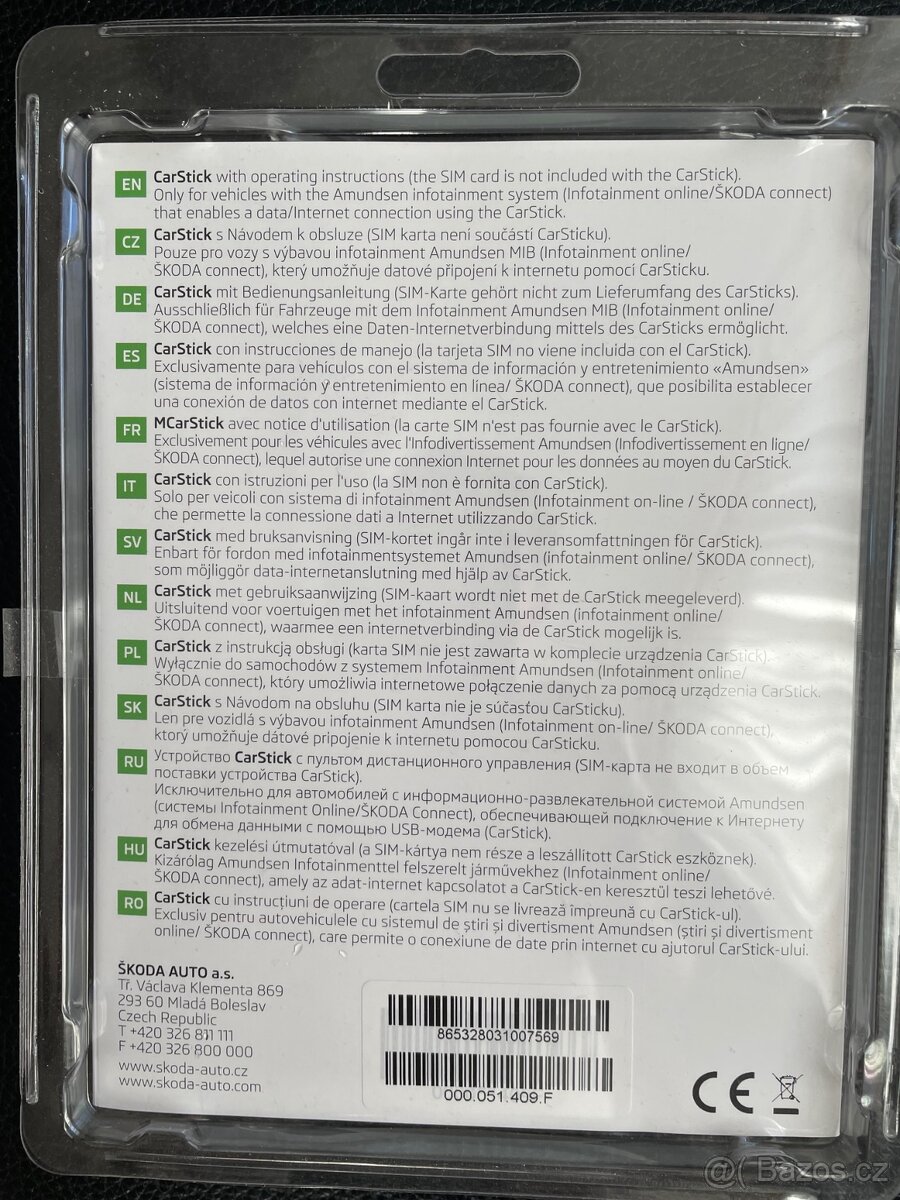 EN CarStick with operating instructions (the SIM card is not included with the CarStick).
Only for vehicles with the Amundsen infotainment system (Infotainment online/ŠKODA connect)
that enables a data/Internet connection using the CarStick.
CZ CarStick s Návodem k obsluze (SIM karta není součástí CarSticku).
Pouze pro vozy s výbavou infotainment Amundsen MIB (Infotainment online/
ŠKODA connect), který umožňuje datové připojení k internetu pomocí CarSticku.
DE CarStick mit Bedienungsanleitung (SIM-Karte gehört nicht zum Lieferumfang des CarSticks).
Ausschließlich für Fahrzeuge mit dem Infotainment Amundsen MIB (Infotainment online/
ŠKODA connect), welches eine Daten-Internetverbindung mittels des CarSticks ermöglicht.
ES CarStick con instrucciones de manejo (la tarjeta SIM no viene incluida con el CarStick).
Exclusivamente para vehículos con el sistema de información y entretenimiento «Amundsen»
(sistema de información y entretenimiento en línea/ ŠKODA connect), que posibilita establecer
una conexión de datos con internet mediante el CarStick.
FR MCarStick avec notice d'utilisation (la carte SIM n'est pas fournie avec le CarStick).
Exclusivement pour les véhicules avec l'Infodivertissement Amundsen (Infodivertissement en ligne/
ŠKODA connect), lequel autorise une connexion Internet pour les données au moyen du CarStick.
IT CarStick con istruzioni per l'uso (la SIM non è fornita con CarStick).
Solo per veicoli con sistema di infotainment Amundsen (Infotainment on-line / ŠKODA connect),
che permette la connessione dati a Internet utilizzando CarStick.
SV CarStick med bruksanvisning (SIM-kortet ingår inte i leveransomfattningen för CarStick).
Enbart för fordon med infotainmentsystemet Amundsen (infotainment online/ ŠKODA connect),
som möjliggör data-internetanslutning med hjälp av CarStick.
NL CarStick met gebruiksaanwijzing (SIM-kaart wordt niet met de CarStick meegeleverd).
Uitsluitend voor voertuigen met het infotainment Amundsen (infotainment online/
ŠKODA connect), waarmee een internetverbinding via de CarStick mogelijk is.
PL CarStick z instrukcją obsługi (karta SIM nie jest zawarta w komplecie urządzenia CarStick).
Wyłącznie do samochodów z systemem Infotainment Amundsen (Infotainment online/
ŠKODA connect), który umożliwia internetowe połączenie danych za pomocą urządzenia CarStick.
SK CarStick s Návodom na obsluhu (SIM karta nie je súčasťou CarSticku).
Len pre vozidlá s výbavou infotainment Amundsen (Infotainment on-line/ ŠKODA connect),
ktorý umožňuje dátové pripojenie k internetu pomocou CarSticku.
RU Устройство CarStick с пультом дистанционного управления (SIM-карта не входит в объем
поставки устройства CarStick).
Исключительно для автомобилей с информационно-развлекательной системой Amundsen
(системы Infotainment Online/ŠKODA Connect), обеспечивающей подключение к Интернету
для обмена данными с помощью USB-модема (CarStick).
HU CarStick kezelési útmutatóval (a SIM-kártya nem része a leszállított CarStick eszköznek).
Kizárólag Amundsen Infotainmenttel felszerelt járművekhez (Infotainment online/
ŠKODA connect), amely az adat-internet kapcsolatot a CarStick-en keresztül teszi lehetővé.
RO CarStick cu instrucțiuni de operare (cartela SIM nu se livrează împreună cu CarStick-ul).
Exclusiv pentru autovehiculele cu sistemul de știri și divertisment Amundsen (știri și divertisment
online/ ŠKODA connect), care permite o conexiune de date prin internet cu ajutorul CarStick-ului.
ŠKODA AUTO a.s.
Tř. Václava Klementa 869
293 60 Mladá Boleslav
Czech Republic
T +420 326 811 111
F +420 326 800 000
www.skoda-auto.cz
www.skoda-auto.com
865328031007569
000.051.409.F
CE
@( Bazos.cz